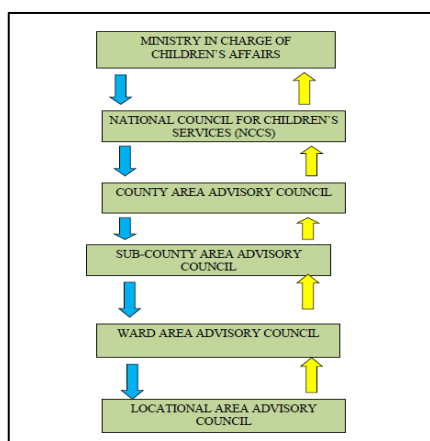 MINISTRY IN CHARGE OF
CHILDREN'S AFFAIRS
NATIONAL COUNCIL FOR CHILDREN'S
SERVICES (NCCS)
COUNTY AREA ADVISORY COUNCIL
SUB-COUNTY AREA ADVISORY
COUNCIL
WARD AREA ADVISORY COUNCIL
LOCATIONAL AREA ADVISORY
COUNCIL